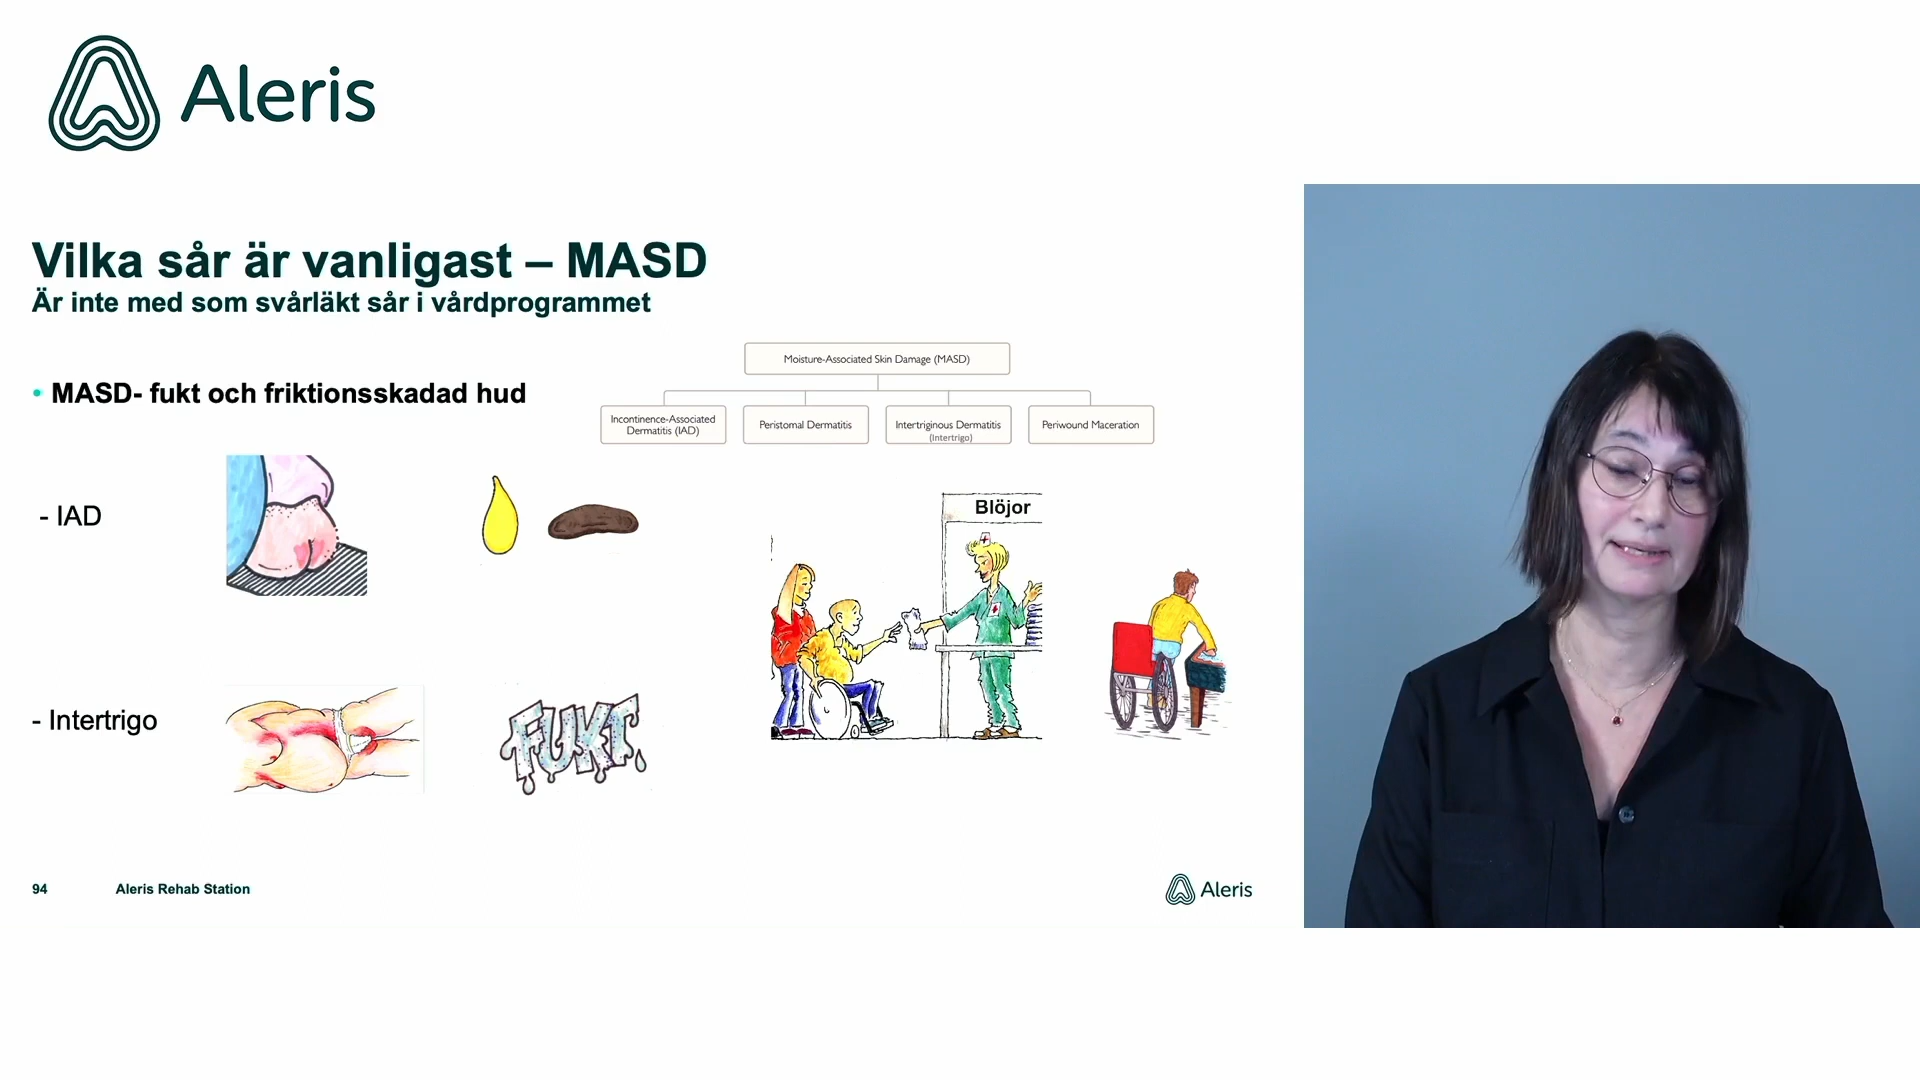 Aleris
Vilka sår är vanligast – MASD
Är inte med som svårläkt sår i vårdprogrammet
• MASD- fukt och friktionsskadad hud
Moisture-Associated Skin Damage (MASD)
Incontinence-Associated
Dermatitis (IAD)
Peristomal Dermatitis
Intertriginous Dermatitis
(Intertrigo)
Periwound Maceration
- IAD
Blöjor
- Intertrigo
FUKT
94
Aleris Rehab Station
Aleris